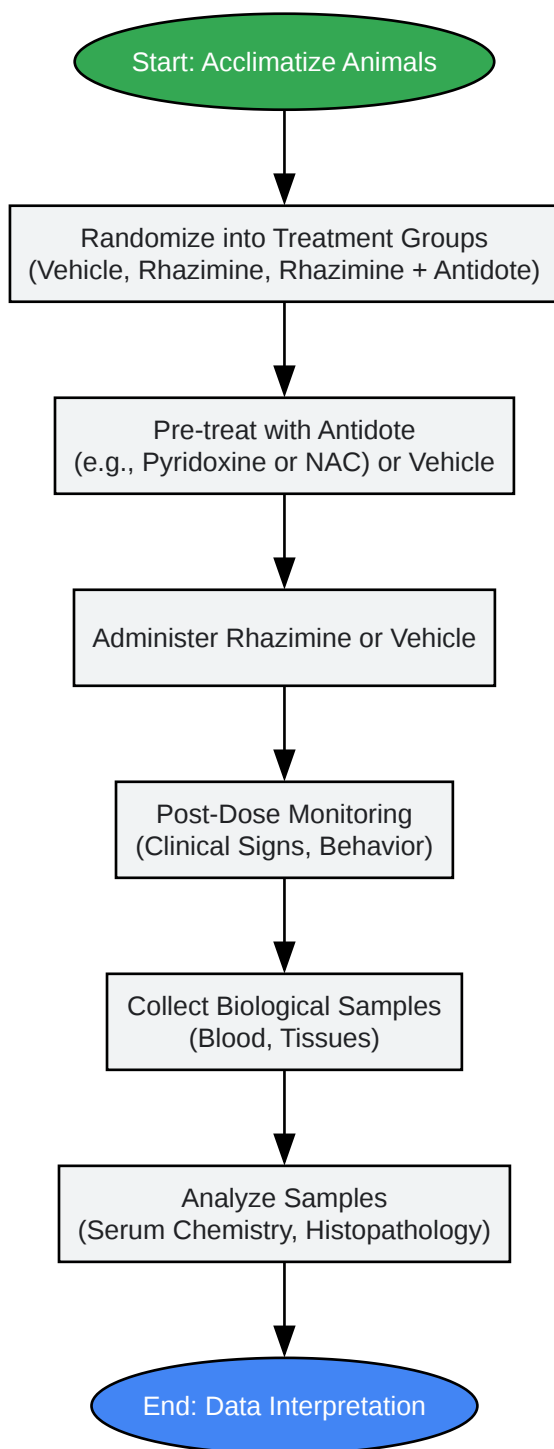 Start: Acclimatize Animals
Randomize into Treatment Groups
(Vehicle, Rhazimine, Rhazimine + Antidote)
Pre-treat with Antidote
(e.g., Pyridoxine or NAC) or Vehicle
Administer Rhazimine or Vehicle
Post-Dose Monitoring
(Clinical Signs, Behavior)
Collect Biological Samples
(Blood, Tissues)
Analyze Samples
(Serum Chemistry, Histopathology)
End: Data Interpretation